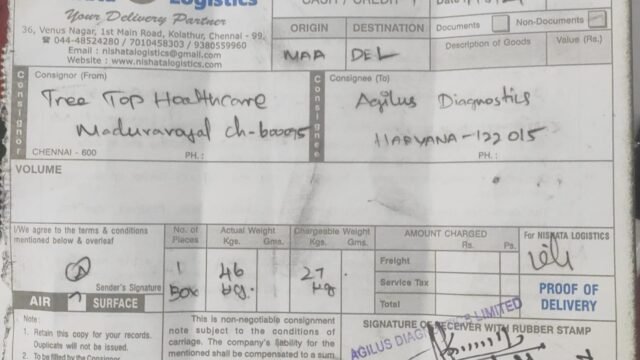 Logistics
CASH / CREDIT
Your Delivery Partner
36, Venus Nagar, 1st Main Road, Kolathur, Chennai - 99.
☎ 044-48524280 / 7010458303 / 9380559960
Email : nishatalogistics@gmail.com
Website : www.nishatalogistics.com
ORIGIN DESTINATION
MAA DEL
Documents Non-Documents
Description of Goods Value (Rs.)
Consignor
Consignor (From)
Tree Top Healthcare
Maduravayal Ch-600095
CHENNAI - 600 PH. :
Consignee
Consignee (To)
Agilus Diagnostics
HARYANA-122 015
PH. :
VOLUME
I/We agree to the terms & conditions
mentioned below & overleaf
Sender's Signature
AIR SURFACE
No. of
Pieces
1
Box
Actual Weight
Kgs. Gms.
46
kg.
Chargeable Weight
Kgs. Gms.
27
kg
AMOUNT CHARGED
Rs. Ps.
Freight
Service Tax
Total
For NISHATA LOGISTICS
PROOF OF
DELIVERY
Note :
1. Retain this copy for your records.
Duplicate will not be issued.
2. To be filled by the Consignor
This is non-negotiable consignment
note subject to the conditions of
carriage. The company's liability for the
mentioned shall be compensated to a sum
SIGNATURE OF RECEIVER WITH RUBBER STAMP
AGILUS DIAGNOSTICS LIMITED